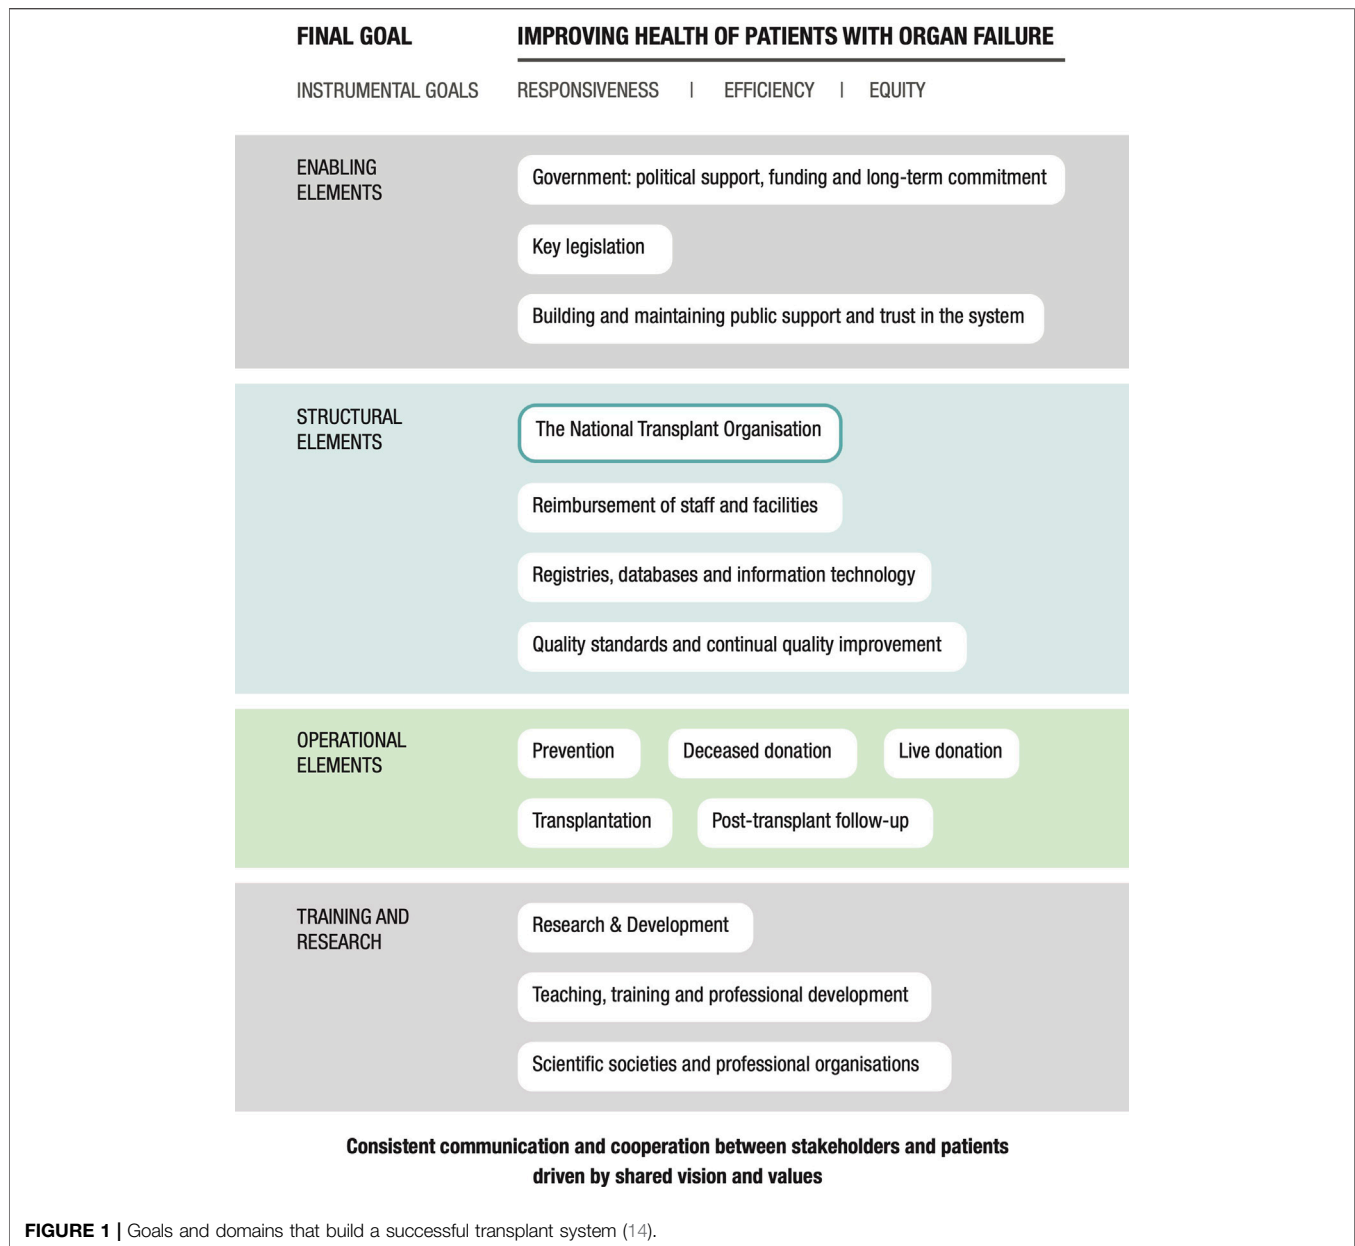 FINAL GOAL IMPROVING HEALTH OF PATIENTS WITH ORGAN FAILURE
INSTRUMENTAL GOALS RESPONSIVENESS | EFFICIENCY | EQUITY
ENABLING
ELEMENTS
Government: political support, funding and long-term commitment
Key legislation
Building and maintaining public support and trust in the system
STRUCTURAL
ELEMENTS
The National Transplant Organisation
Reimbursement of staff and facilities
Registries, databases and information technology
Quality standards and continual quality improvement
OPERATIONAL
ELEMENTS
Prevention Deceased donation Live donation
Transplantation Post-transplant follow-up
TRAINING AND
RESEARCH
Research & Development
Teaching, training and professional development
Scientific societies and professional organisations
Consistent communication and cooperation between stakeholders and patients
driven by shared vision and values
FIGURE 1 | Goals and domains that build a successful transplant system (14).